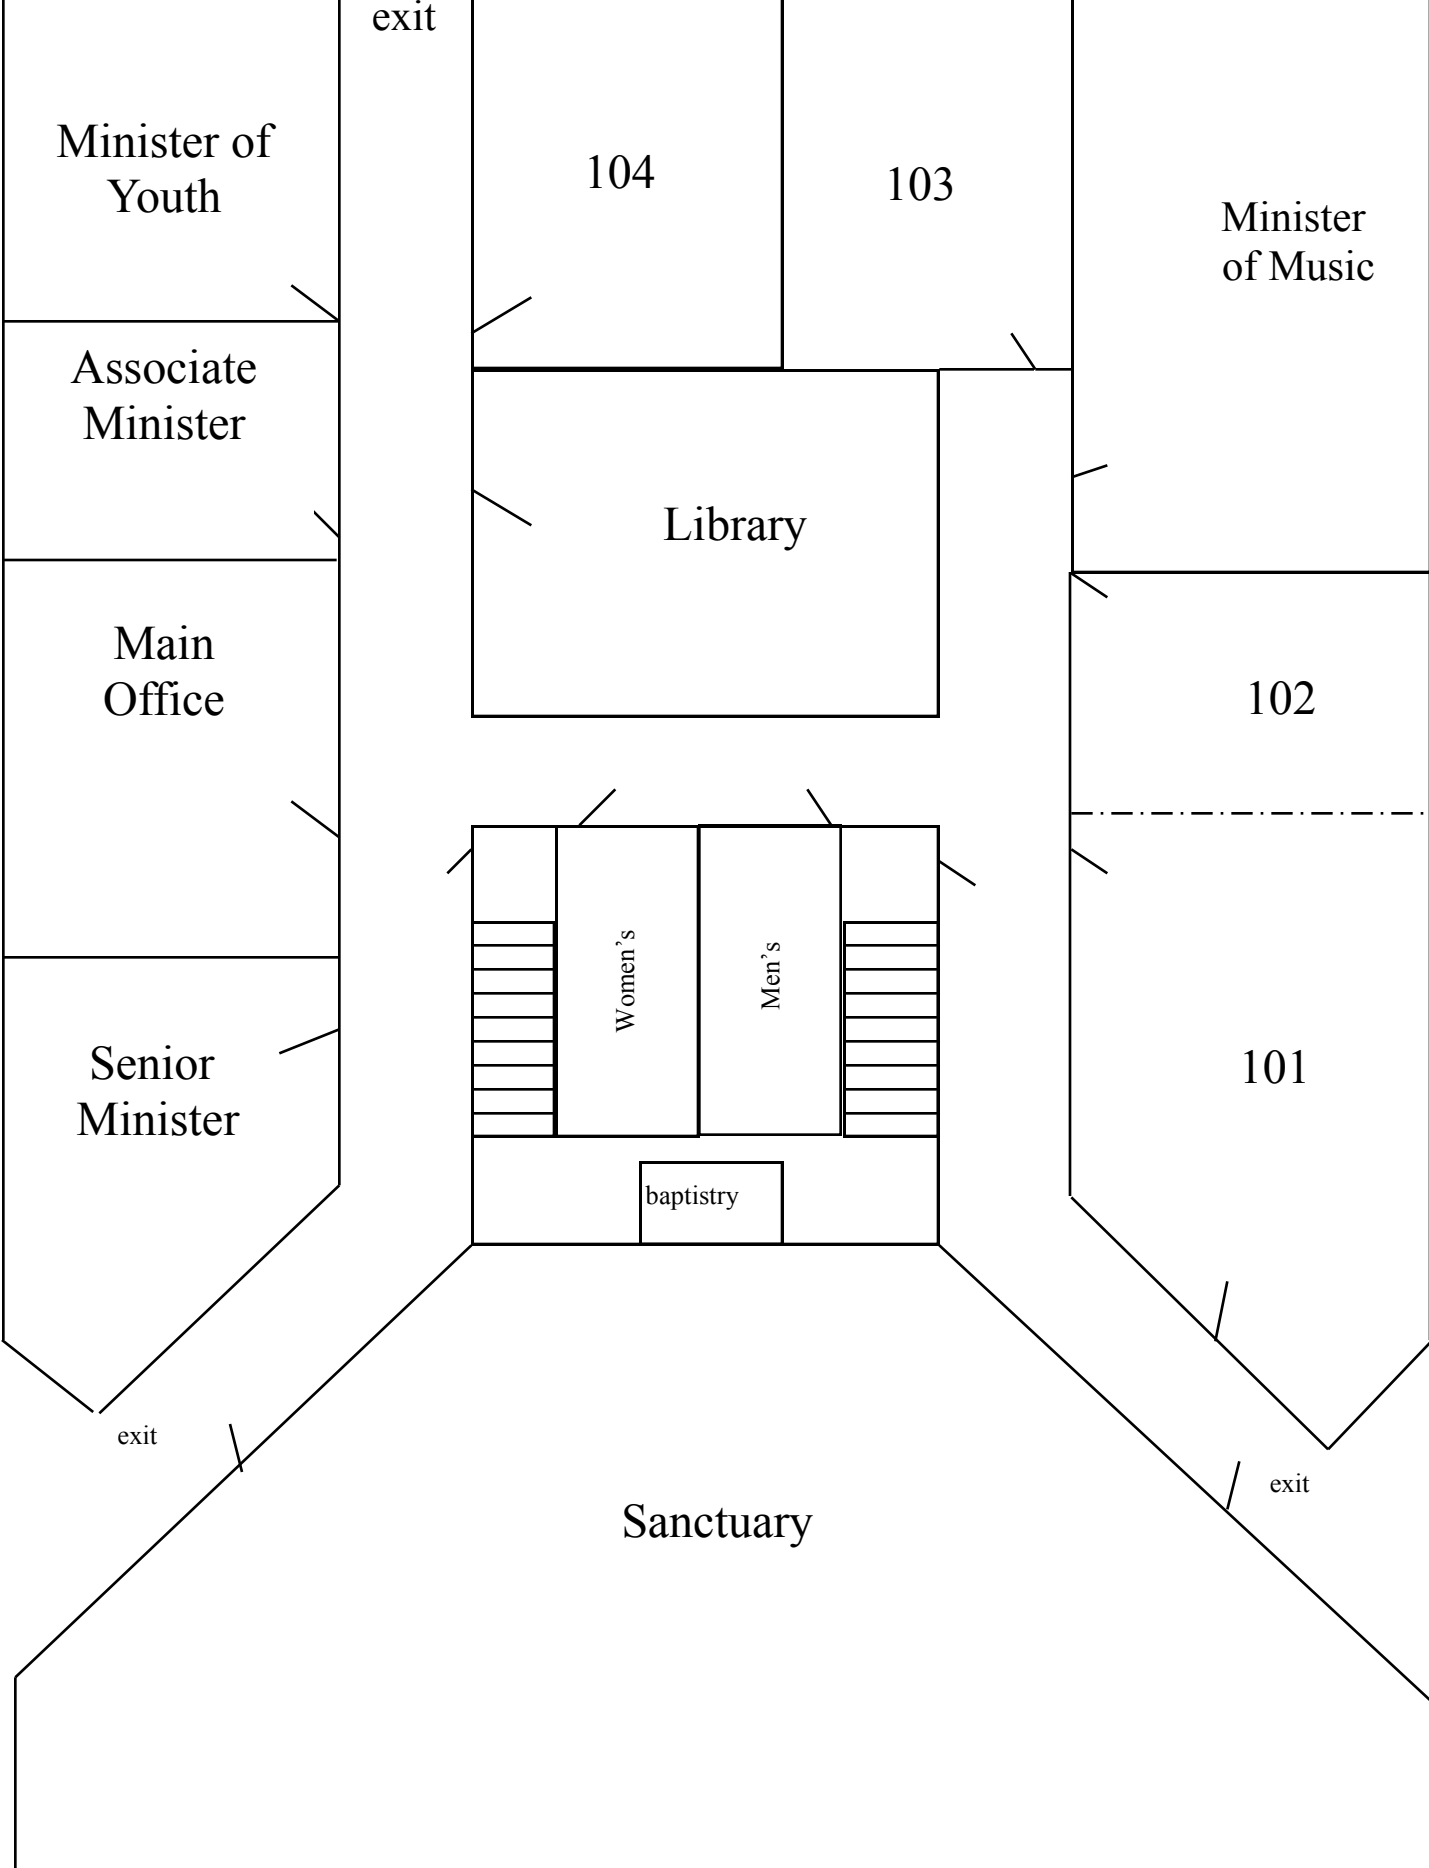 exit
Minister of
Youth
104
103
Minister
of Music
Associate
Minister
Library
Main
Office
102
Women's
Men's
Senior
Minister
101
baptistry
exit
exit
Sanctuary